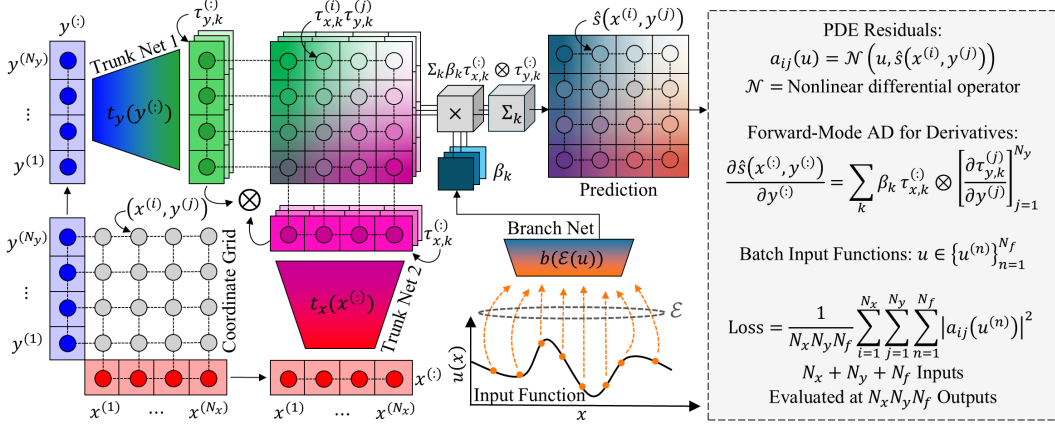 y^{(:)}
τ_{y,k}^{(:)}
τ_{x,k}^{(i)} τ_{y,k}^{(j)}
ŝ(x^{(i)}, y^{(j)})
y^{(N_y)}
⋮
y^{(1)}
Trunk Net 1
t_y(y^{(:)})
Σ_k β_k τ_{x,k}^{(:)} ⊗ τ_{y,k}^{(:)}
×
Σ_k
β_k
Prediction
⊗
(x^{(i)}, y^{(j)})
y^{(N_y)}
⋮
y^{(1)}
Coordinate Grid
x^{(1)} ... x^{(N_x)}
τ_{x,k}^{(:)}
t_x(x^{(:)})
Trunk Net 2
x^{(:)}
x^{(1)} ... x^{(N_x)}
Branch Net
b(ℰ(u))
ℰ
u(x)
Input Function
x
PDE Residuals:
a_{ij}(u) = 𝒩(u, ŝ(x^{(i)}, y^{(j)}))
𝒩 = Nonlinear differential operator
Forward-Mode AD for Derivatives:
∂ŝ(x^{(:)}, y^{(:)})/∂y^{(:)} = ∑_k β_k τ_{x,k}^{(:)} ⊗ [∂τ_{y,k}^{(j)}/∂y^{(j)}]_{j=1}^{N_y}
Batch Input Functions: u ∈ {u^{(n)}}_{n=1}^{N_f}
Loss = 1/(N_x N_y N_f) ∑_{i=1}^{N_x} ∑_{j=1}^{N_y} ∑_{n=1}^{N_f} |a_{ij}(u^{(n)})|^2
N_x + N_y + N_f Inputs
Evaluated at N_x N_y N_f Outputs